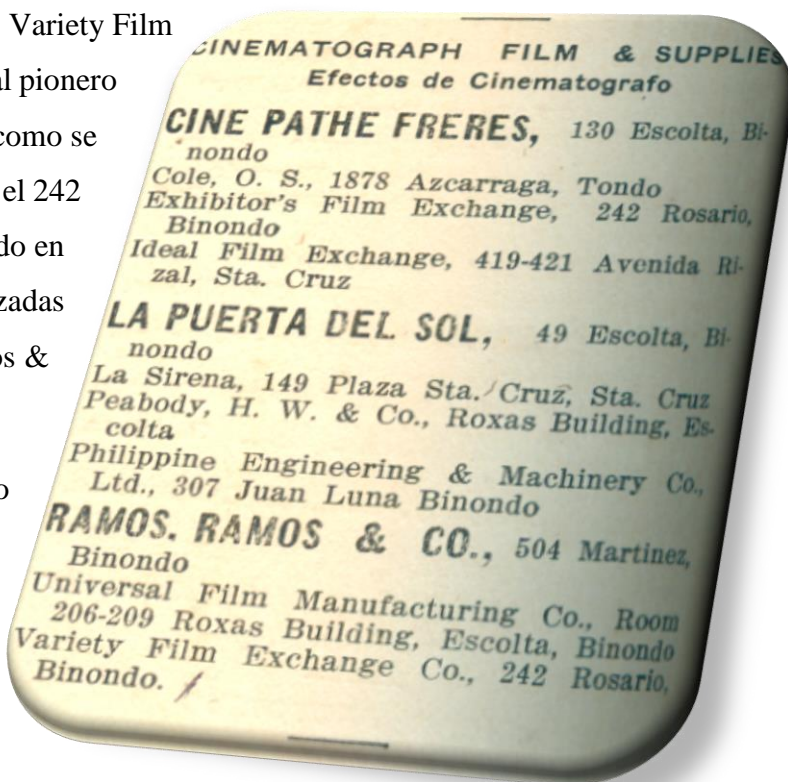 Variety Film
al pionero
como se
el 242
do en
zadas
os &
o
CINEMATOGRAPH FILM & SUPPLIES
Efectos de Cinematografo
CINE PATHE FRERES, 130 Escolta, Bi-
nondo
Cole, O. S., 1878 Azcarraga, Tondo
Exhibitor's Film Exchange, 242 Rosario,
Binondo
Ideal Film Exchange, 419-421 Avenida Ri-
zal, Sta. Cruz
LA PUERTA DEL SOL, 49 Escolta, Bi-
nondo
La Sirena, 149 Plaza Sta. Cruz, Sta. Cruz
Peabody, H. W. & Co., Roxas Building, Es-
colta
Philippine Engineering & Machinery Co.,
Ltd., 307 Juan Luna Binondo
RAMOS. RAMOS & CO., 504 Martinez,
Binondo
Universal Film Manufacturing Co., Room
206-209 Roxas Building, Escolta, Binondo
Variety Film Exchange Co., 242 Rosario,
Binondo.